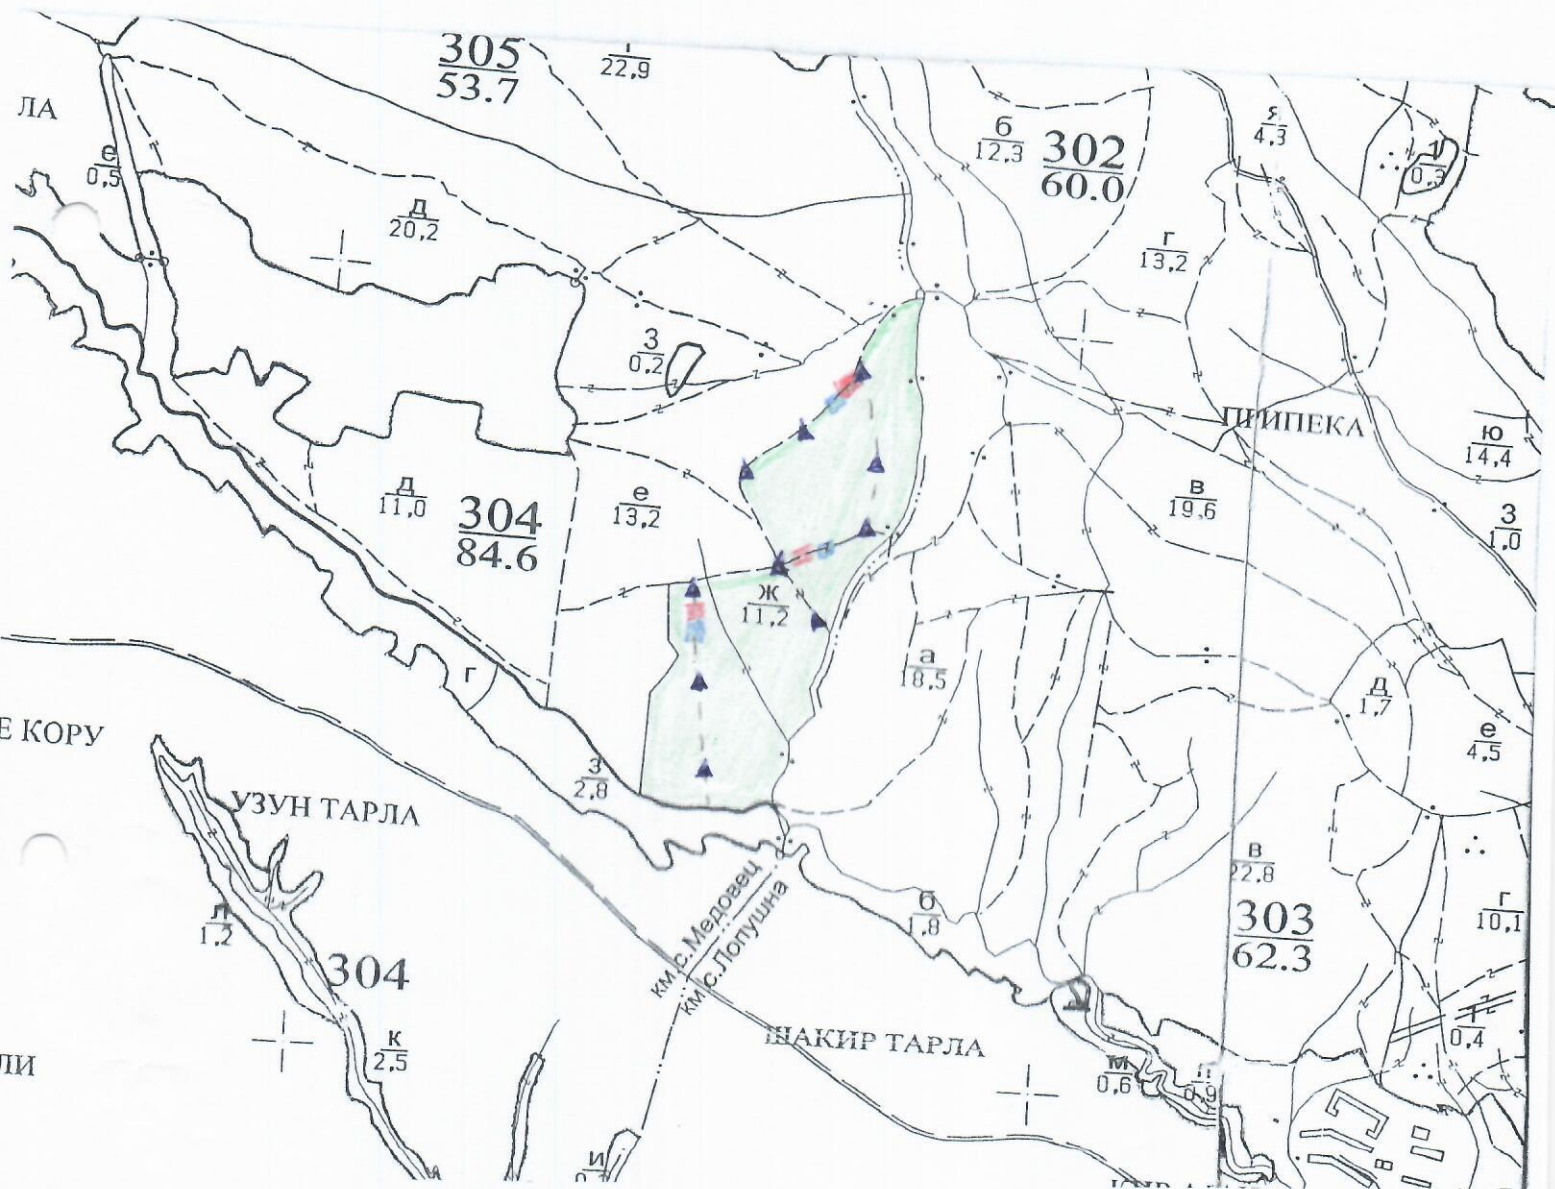 305
53.7
22,9
ЛА
б
12,3
302
60.0
я
4,3
1
0,3
е
0,5
д
20,2
г
13,2
З
0,2
ПРИПЕКА
ю
14,4
д
11,0
304
84.6
е
13,2
в
19,6
З
1,0
ж
11,2
а
18,5
г
д
1,7
е
4,5
Е КОРУ
З
2,8
УЗУН ТАРЛА
в
22,8
км с.Медовец
км с.Лопушна
б
1,8
303
62.3
г
10,1
л
1,2
304
к
2,5
ШАКИР ТАРЛА
0,4
ЛИ
м
0,6
п
0,9
и